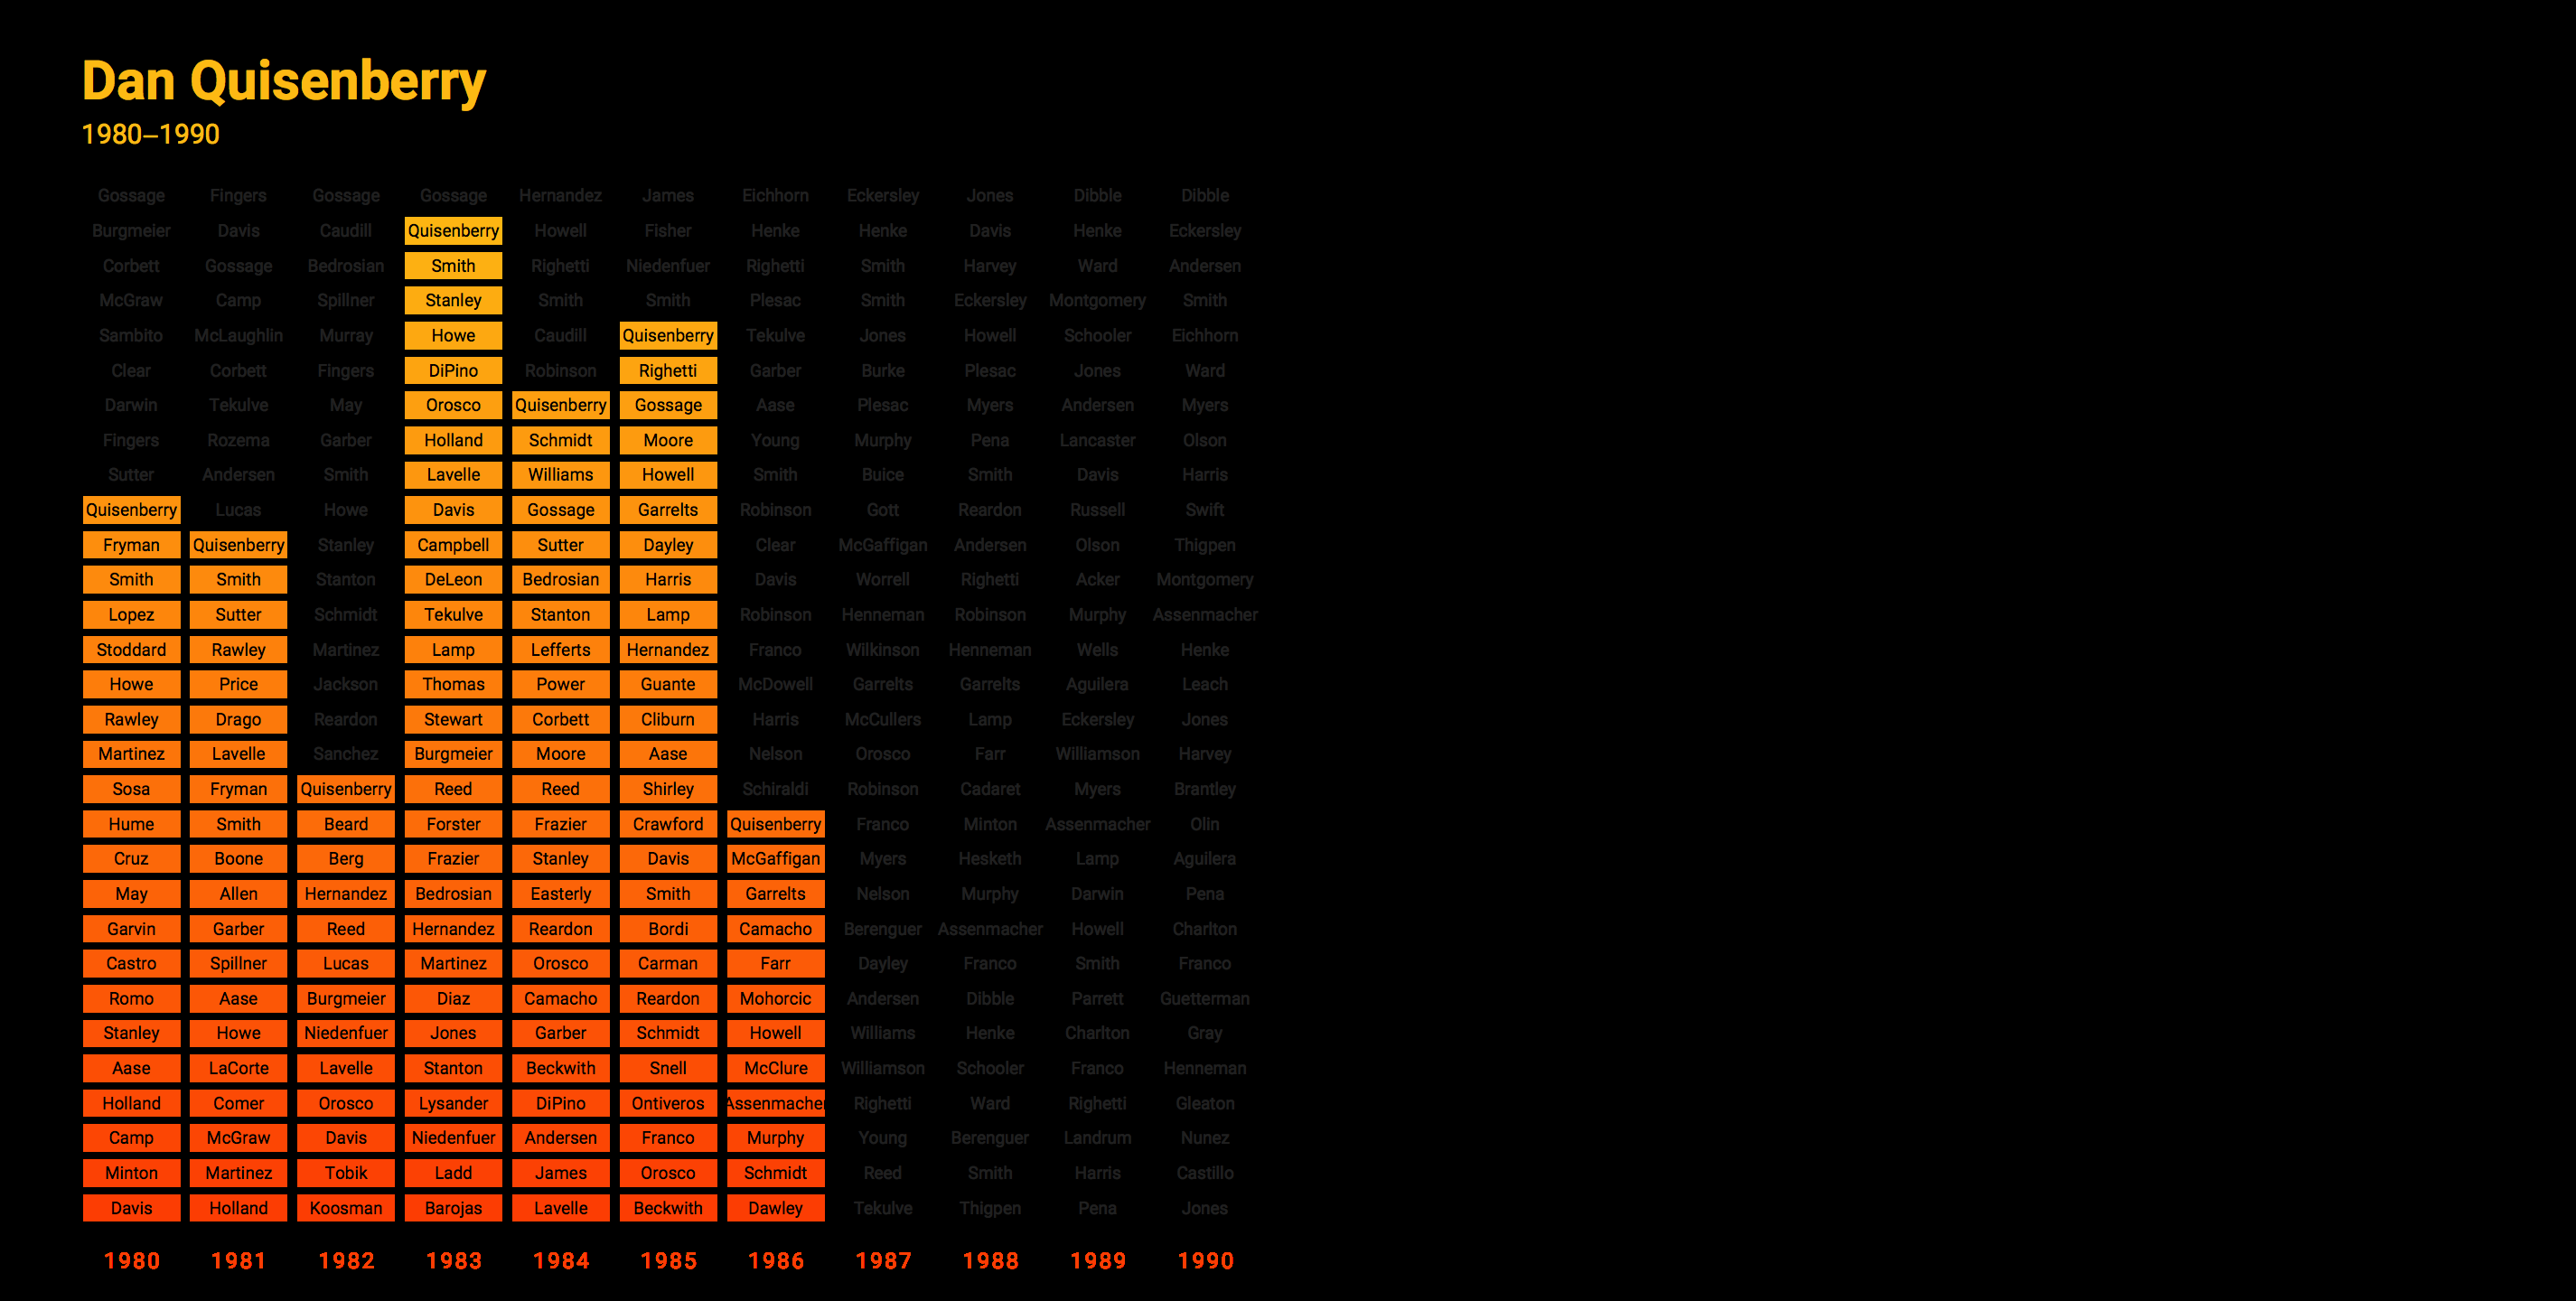 Dan Quisenberry
1980–1990
Gossage Fingers Gossage Gossage Hernandez James Eichhorn Eckersley Jones Dibble Dibble
Burgmeier Davis Caudill Quisenberry Howell Fisher Henke Henke Davis Henke Eckersley
Corbett Gossage Bedrosian Smith Righetti Niedenfuer Righetti Smith Harvey Ward Andersen
McGraw Camp Spillner Stanley Smith Smith Plesac Smith Eckersley Montgomery Smith
Sambito McLaughlin Murray Howe Caudill Quisenberry Tekulve Jones Howell Schooler Eichhorn
Clear Corbett Fingers DiPino Robinson Righetti Garber Burke Plesac Jones Ward
Darwin Tekulve May Orosco Quisenberry Gossage Aase Plesac Myers Andersen Myers
Fingers Rozema Garber Holland Schmidt Moore Young Murphy Pena Lancaster Olson
Sutter Andersen Smith Lavelle Williams Howell Smith Buice Smith Davis Harris
Quisenberry Lucas Howe Davis Gossage Garrelts Robinson Gott Reardon Russell Swift
Fryman Quisenberry Stanley Campbell Sutter Dayley Clear McGaffigan Andersen Olson Thigpen
Smith Smith Stanton DeLeon Bedrosian Harris Davis Worrell Righetti Acker Montgomery
Lopez Sutter Schmidt Tekulve Stanton Lamp Robinson Henneman Robinson Murphy Assenmacher
Stoddard Rawley Martinez Lamp Lefferts Hernandez Franco Wilkinson Henneman Wells Henke
Howe Price Jackson Thomas Power Guante McDowell Garrelts Garrelts Aguilera Leach
Rawley Drago Reardon Stewart Corbett Cliburn Harris McCullers Lamp Eckersley Jones
Martinez Lavelle Sanchez Burgmeier Moore Aase Nelson Orosco Farr Williamson Harvey
Sosa Fryman Quisenberry Reed Reed Shirley Schiraldi Robinson Cadaret Myers Brantley
Hume Smith Beard Forster Frazier Crawford Quisenberry Franco Minton Assenmacher Olin
Cruz Boone Berg Frazier Stanley Davis McGaffigan Myers Hesketh Lamp Aguilera
May Allen Hernandez Bedrosian Easterly Smith Garrelts Nelson Murphy Darwin Pena
Garvin Garber Reed Hernandez Reardon Bordi Camacho Berenguer Assenmacher Howell Charlton
Castro Spillner Lucas Martinez Orosco Carman Farr Dayley Franco Smith Franco
Romo Aase Burgmeier Diaz Camacho Reardon Mohorcic Andersen Dibble Parrett Guetterman
Stanley Howe Niedenfuer Jones Garber Schmidt Howell Williams Henke Charlton Gray
Aase LaCorte Lavelle Stanton Beckwith Snell McClure Williamson Schooler Franco Henneman
Holland Comer Orosco Lysander DiPino Ontiveros Assenmacher Righetti Ward Righetti Gleaton
Camp McGraw Davis Niedenfuer Andersen Franco Murphy Young Berenguer Landrum Nunez
Minton Martinez Tobik Ladd James Orosco Schmidt Reed Smith Harris Castillo
Davis Holland Koosman Barojas Lavelle Beckwith Dawley Tekulve Thigpen Pena Jones
1980 1981 1982 1983 1984 1985 1986 1987 1988 1989 1990